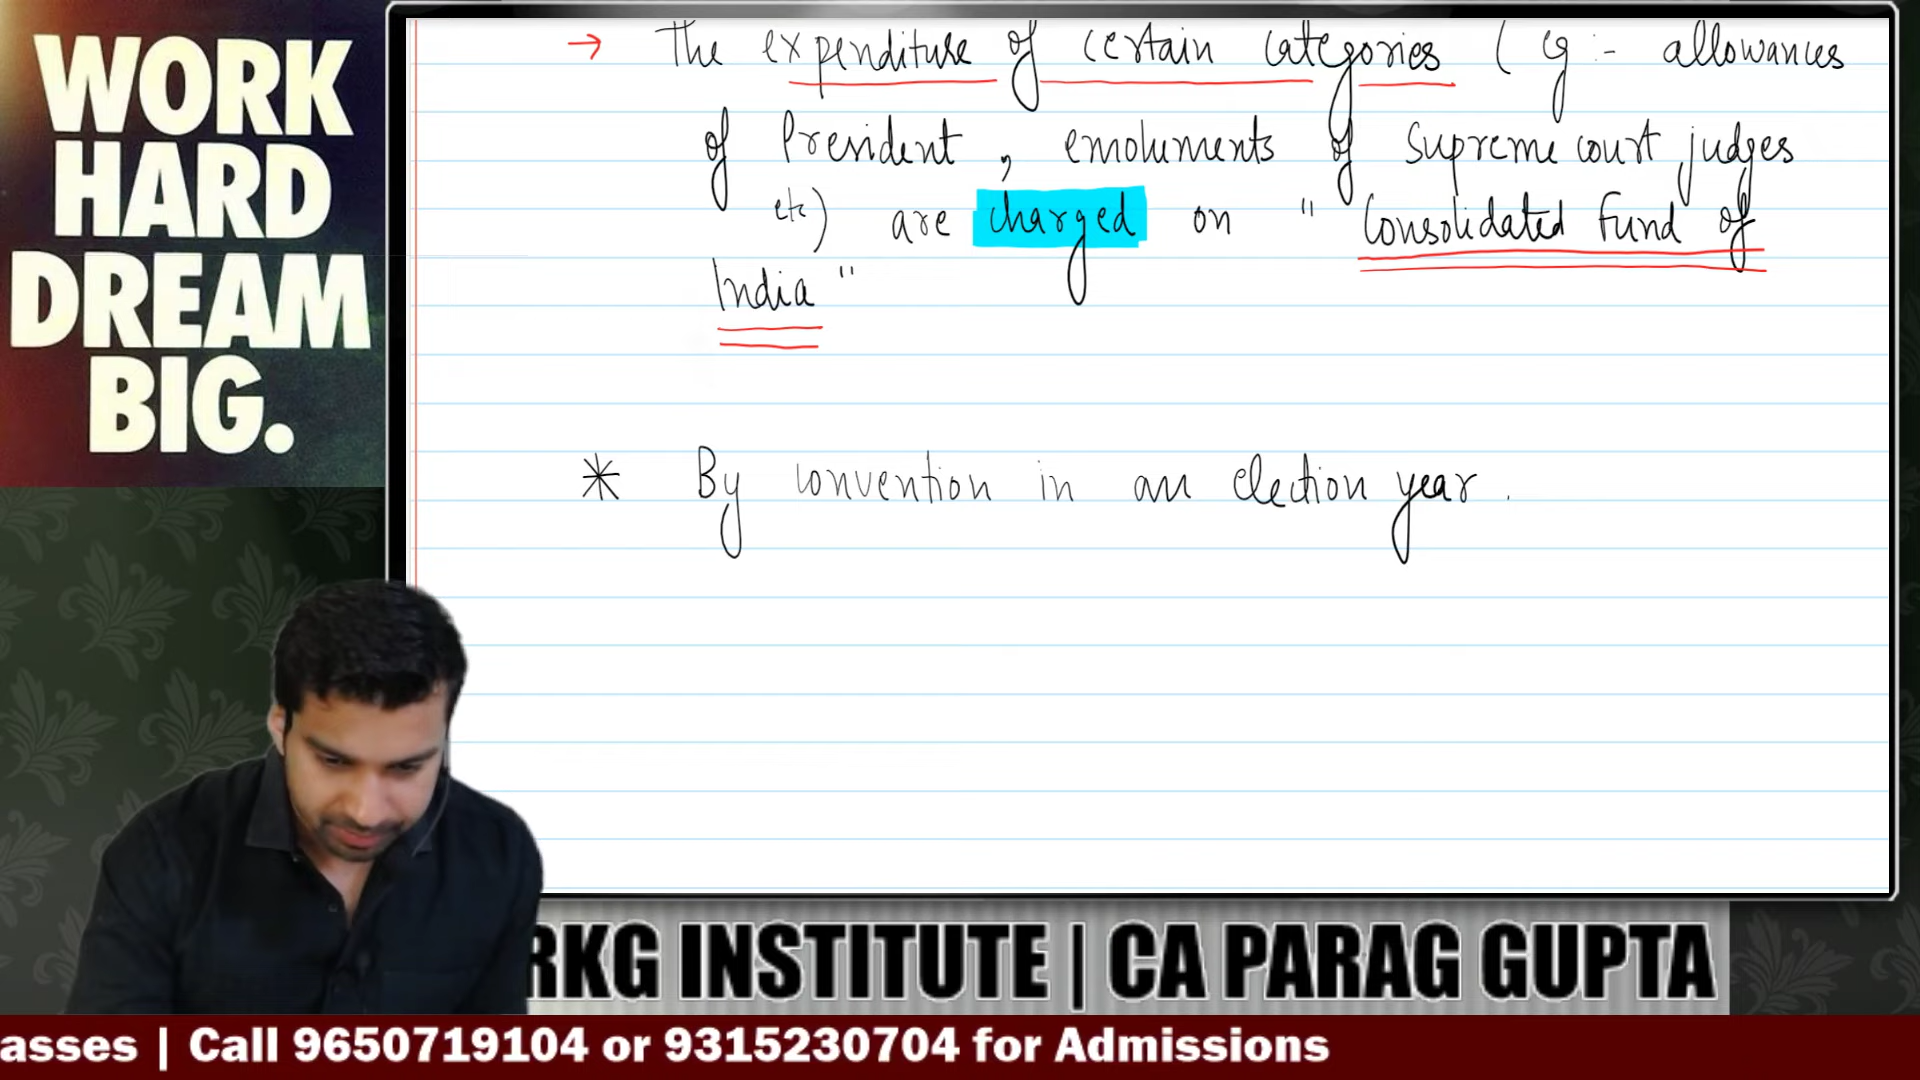 WORK
HARD
DREAM
BIG.
→ The expenditure of certain categories ( eg :- allowances
of President , emoluments of Supreme court judges
etc) are charged on " Consolidated Fund of
India "
* By convention in an election year .
RKG INSTITUTE | CA PARAG GUPTA
asses | Call 9650719104 or 9315230704 for Admissions